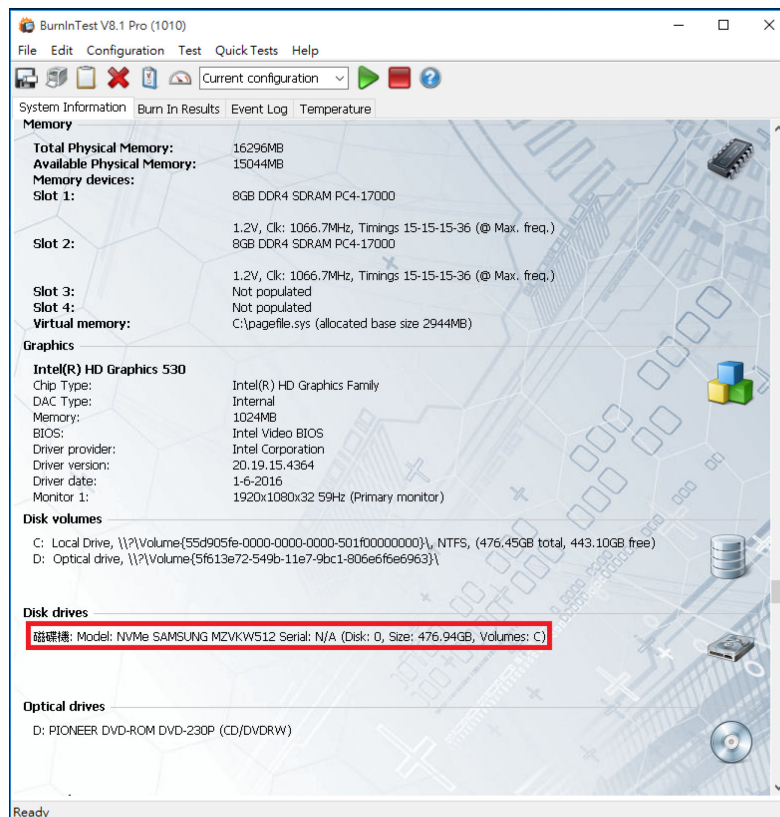 BurnInTest V8.1 Pro (1010)
File Edit Configuration Test Quick Tests Help
Current configuration
System Information Burn In Results Event Log Temperature
Memory
Total Physical Memory: 16296MB
Available Physical Memory: 15044MB
Memory devices:
Slot 1: 8GB DDR4 SDRAM PC4-17000
1.2V, Clk: 1066.7MHz, Timings 15-15-15-36 (@ Max. freq.)
Slot 2: 8GB DDR4 SDRAM PC4-17000
1.2V, Clk: 1066.7MHz, Timings 15-15-15-36 (@ Max. freq.)
Slot 3: Not populated
Slot 4: Not populated
Virtual memory: C:\pagefile.sys (allocated base size 2944MB)
Graphics
Intel(R) HD Graphics 530
Chip Type: Intel(R) HD Graphics Family
DAC Type: Internal
Memory: 1024MB
BIOS: Intel Video BIOS
Driver provider: Intel Corporation
Driver version: 20.19.15.4364
Driver date: 1-6-2016
Monitor 1: 1920x1080x32 59Hz (Primary monitor)
Disk volumes
C: Local Drive, \\?\Volume{55d905fe-0000-0000-0000-501f00000000}\, NTFS, (476.45GB total, 443.10GB free)
D: Optical drive, \\?\Volume{5f613e72-549b-11e7-9bc1-806e6f6e6963}\
Disk drives
磁碟機: Model: NVMe SAMSUNG MZVKW512 Serial: N/A (Disk: 0, Size: 476.94GB, Volumes: C)
Optical drives
D: PIONEER DVD-ROM DVD-230P (CD/DVDRW)
Ready